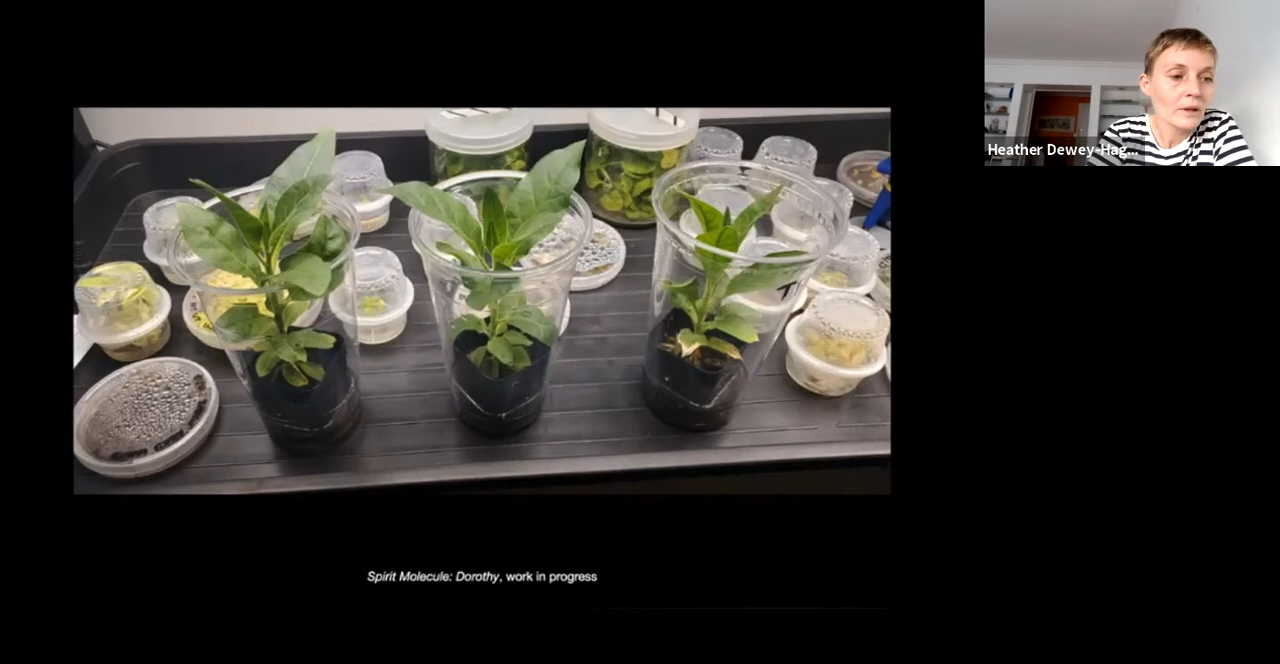 Heather Dewey-Hag...
T
Spirit Molecule: Dorothy, work in progress